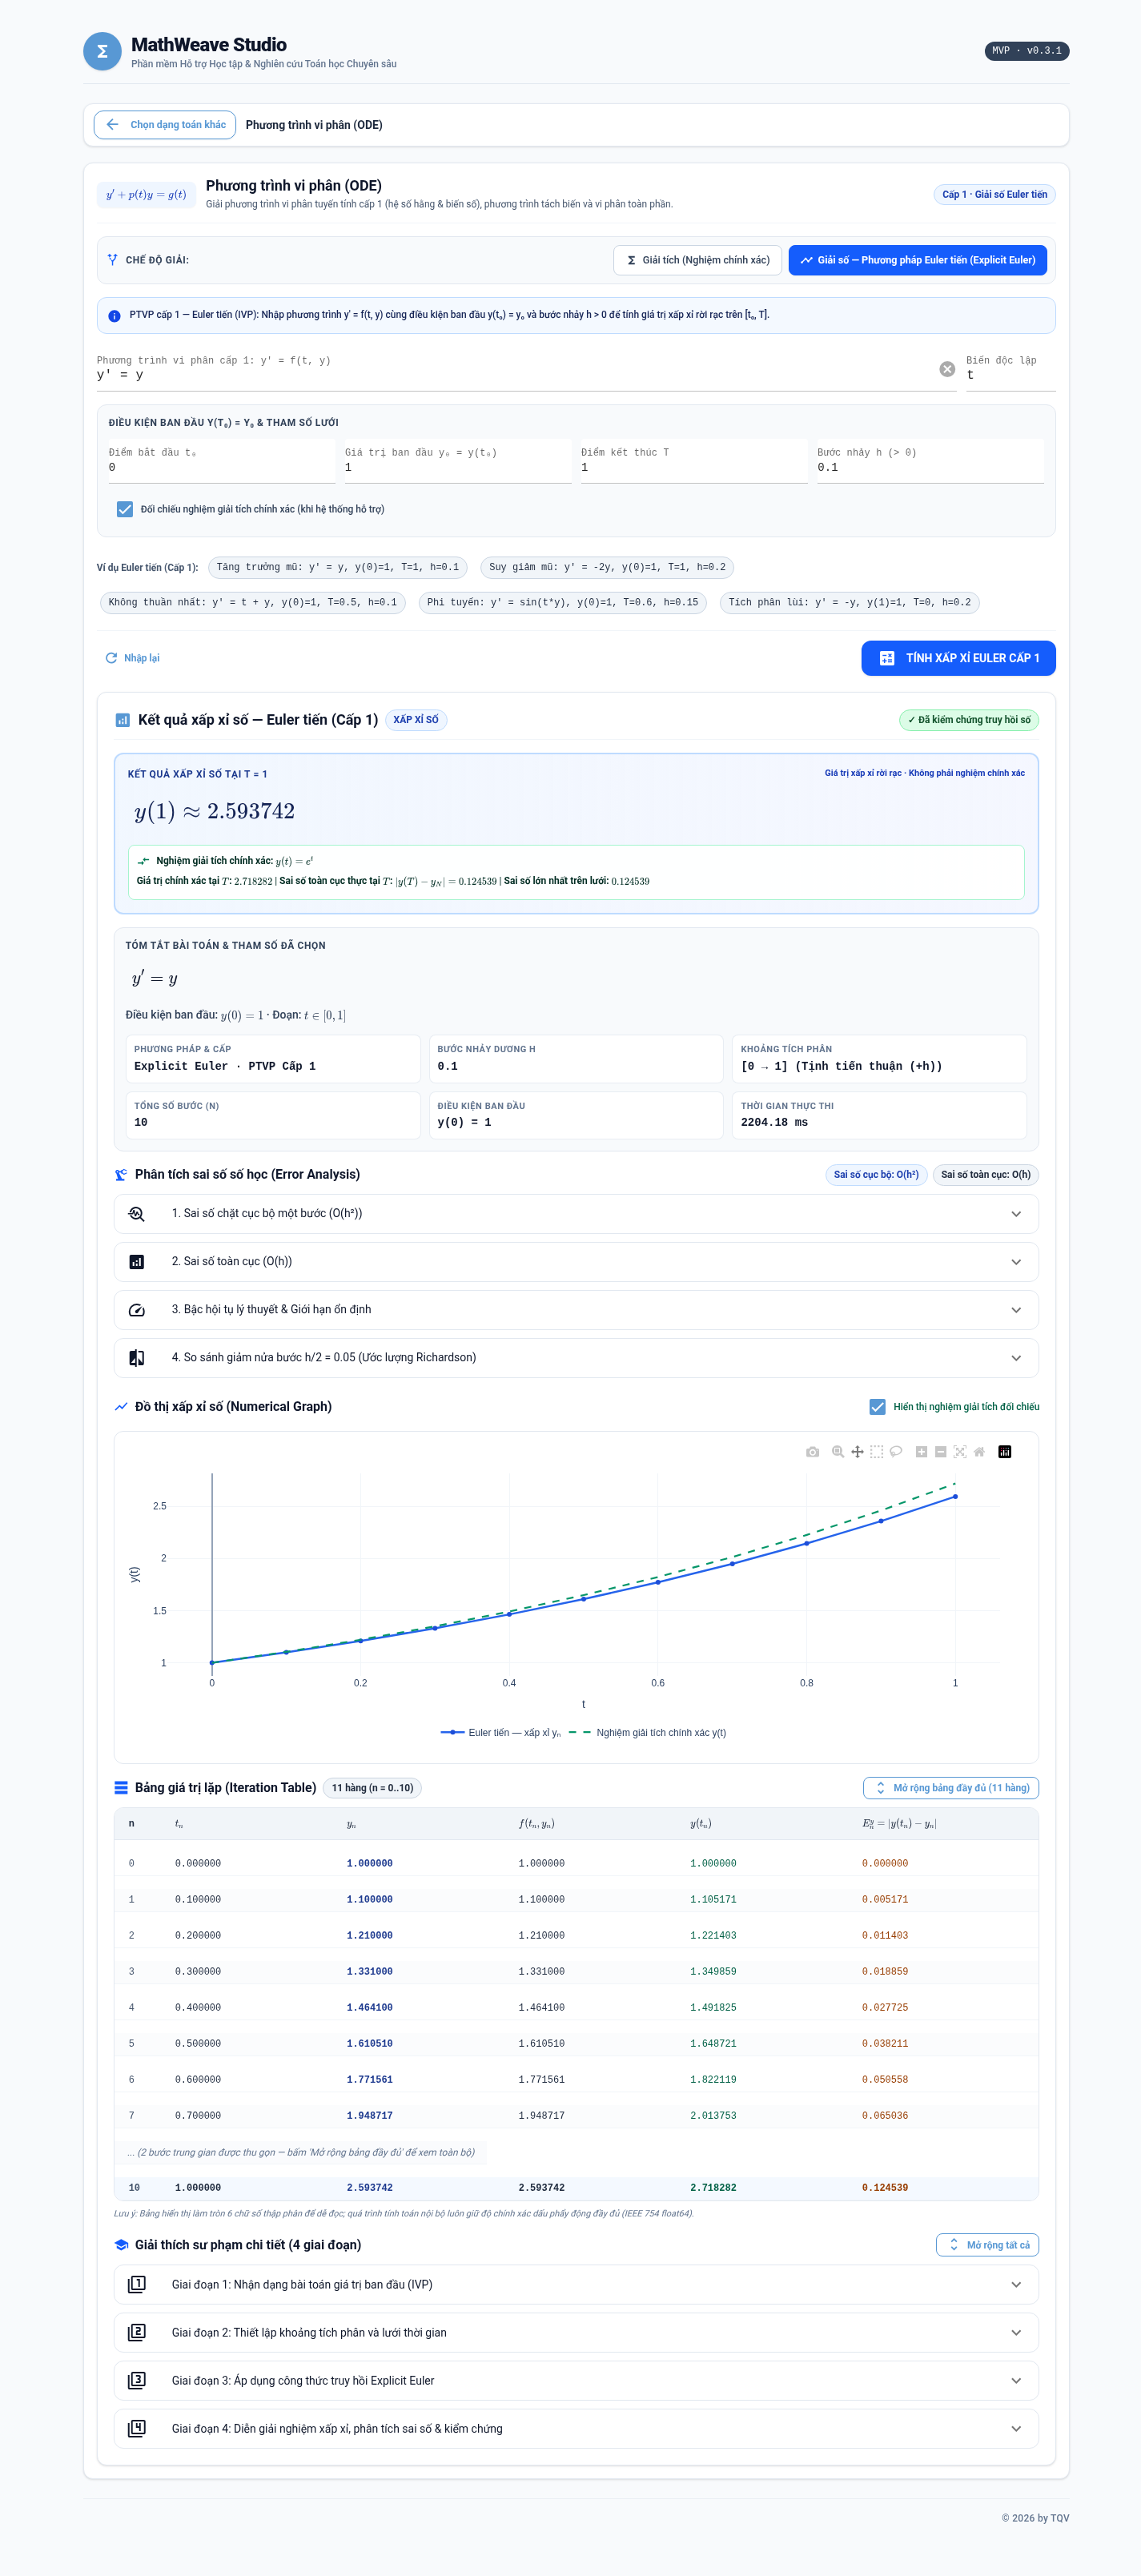 MathWeave Studio
Phần mềm Hỗ trợ Học tập & Nghiên cứu Toán học Chuyên sâu
MVP · v0.3.1
Chọn dạng toán khác
Phương trình vi phân (ODE)
y′ + p(t)y = g(t)
Phương trình vi phân (ODE)
Giải phương trình vi phân tuyến tính cấp 1 (hệ số hằng & biến số), phương trình tách biến và vi phân toàn phần.
Cấp 1 · Giải số Euler tiến
CHẾ ĐỘ GIẢI:
Σ Giải tích (Nghiệm chính xác)
Giải số — Phương pháp Euler tiến (Explicit Euler)
PTVP cấp 1 — Euler tiến (IVP): Nhập phương trình y' = f(t, y) cùng điều kiện ban đầu y(t₀) = y₀ và bước nhảy h > 0 để tính giá trị xấp xỉ rời rạc trên [t₀, T].
Phương trình vi phân cấp 1: y' = f(t, y)
y' = y
Biến độc lập
t
ĐIỀU KIỆN BAN ĐẦU Y(T₀) = Y₀ & THAM SỐ LƯỚI
Điểm bắt đầu t₀
0
Giá trị ban đầu y₀ = y(t₀)
1
Điểm kết thúc T
1
Bước nhảy h (> 0)
0.1
Đối chiếu nghiệm giải tích chính xác (khi hệ thống hỗ trợ)
Ví dụ Euler tiến (Cấp 1):
Tăng trưởng mũ: y' = y, y(0)=1, T=1, h=0.1
Suy giảm mũ: y' = -2y, y(0)=1, T=1, h=0.2
Không thuần nhất: y' = t + y, y(0)=1, T=0.5, h=0.1
Phi tuyến: y' = sin(t*y), y(0)=1, T=0.6, h=0.15
Tích phân lùi: y' = -y, y(1)=1, T=0, h=0.2
Nhập lại
TÍNH XẤP XỈ EULER CẤP 1
Kết quả xấp xỉ số — Euler tiến (Cấp 1)
XẤP XỈ SỐ
✓ Đã kiểm chứng truy hồi số
KẾT QUẢ XẤP XỈ SỐ TẠI T = 1
Giá trị xấp xỉ rời rạc · Không phải nghiệm chính xác
y(1) ≈ 2.593742
Nghiệm giải tích chính xác: y(t) = eᵗ
Giá trị chính xác tại T: 2.718282 | Sai số toàn cục thực tại T: |y(T) − y_N| = 0.124539 | Sai số lớn nhất trên lưới: 0.124539
TÓM TẮT BÀI TOÁN & THAM SỐ ĐÃ CHỌN
y′ = y
Điều kiện ban đầu: y(0) = 1 · Đoạn: t ∈ [0, 1]
PHƯƠNG PHÁP & CẤP
Explicit Euler · PTVP Cấp 1
BƯỚC NHẢY DƯƠNG H
0.1
KHOẢNG TÍCH PHÂN
[0 → 1] (Tịnh tiến thuận (+h))
TỔNG SỐ BƯỚC (N)
10
ĐIỀU KIỆN BAN ĐẦU
y(0) = 1
THỜI GIAN THỰC THI
2204.18 ms
Phân tích sai số số học (Error Analysis)
Sai số cục bộ: O(h²)
Sai số toàn cục: O(h)
1. Sai số chặt cục bộ một bước (O(h²))
2. Sai số toàn cục (O(h))
3. Bậc hội tụ lý thuyết & Giới hạn ổn định
4. So sánh giảm nửa bước h/2 = 0.05 (Ước lượng Richardson)
Đồ thị xấp xỉ số (Numerical Graph)
Hiển thị nghiệm giải tích đối chiếu
2.5
2
1.5
1
y(t)
0 0.2 0.4 0.6 0.8 1
t
Euler tiến — xấp xỉ yₙ
Nghiệm giải tích chính xác y(t)
Bảng giá trị lặp (Iteration Table)
11 hàng (n = 0..10)
Mở rộng bảng đầy đủ (11 hàng)
n tₙ yₙ f(tₙ, yₙ) y(tₙ) Eₙʸ = |y(tₙ) − yₙ|
0 0.000000 1.000000 1.000000 1.000000 0.000000
1 0.100000 1.100000 1.100000 1.105171 0.005171
2 0.200000 1.210000 1.210000 1.221403 0.011403
3 0.300000 1.331000 1.331000 1.349859 0.018859
4 0.400000 1.464100 1.464100 1.491825 0.027725
5 0.500000 1.610510 1.610510 1.648721 0.038211
6 0.600000 1.771561 1.771561 1.822119 0.050558
7 0.700000 1.948717 1.948717 2.013753 0.065036
... (2 bước trung gian được thu gọn — bấm 'Mở rộng bảng đầy đủ' để xem toàn bộ)
10 1.000000 2.593742 2.593742 2.718282 0.124539
Lưu ý: Bảng hiển thị làm tròn 6 chữ số thập phân để dễ đọc; quá trình tính toán nội bộ luôn giữ độ chính xác dấu phẩy động đầy đủ (IEEE 754 float64).
Giải thích sư phạm chi tiết (4 giai đoạn)
Mở rộng tất cả
Giai đoạn 1: Nhận dạng bài toán giá trị ban đầu (IVP)
Giai đoạn 2: Thiết lập khoảng tích phân và lưới thời gian
Giai đoạn 3: Áp dụng công thức truy hồi Explicit Euler
Giai đoạn 4: Diễn giải nghiệm xấp xỉ, phân tích sai số & kiểm chứng
© 2026 by TQV